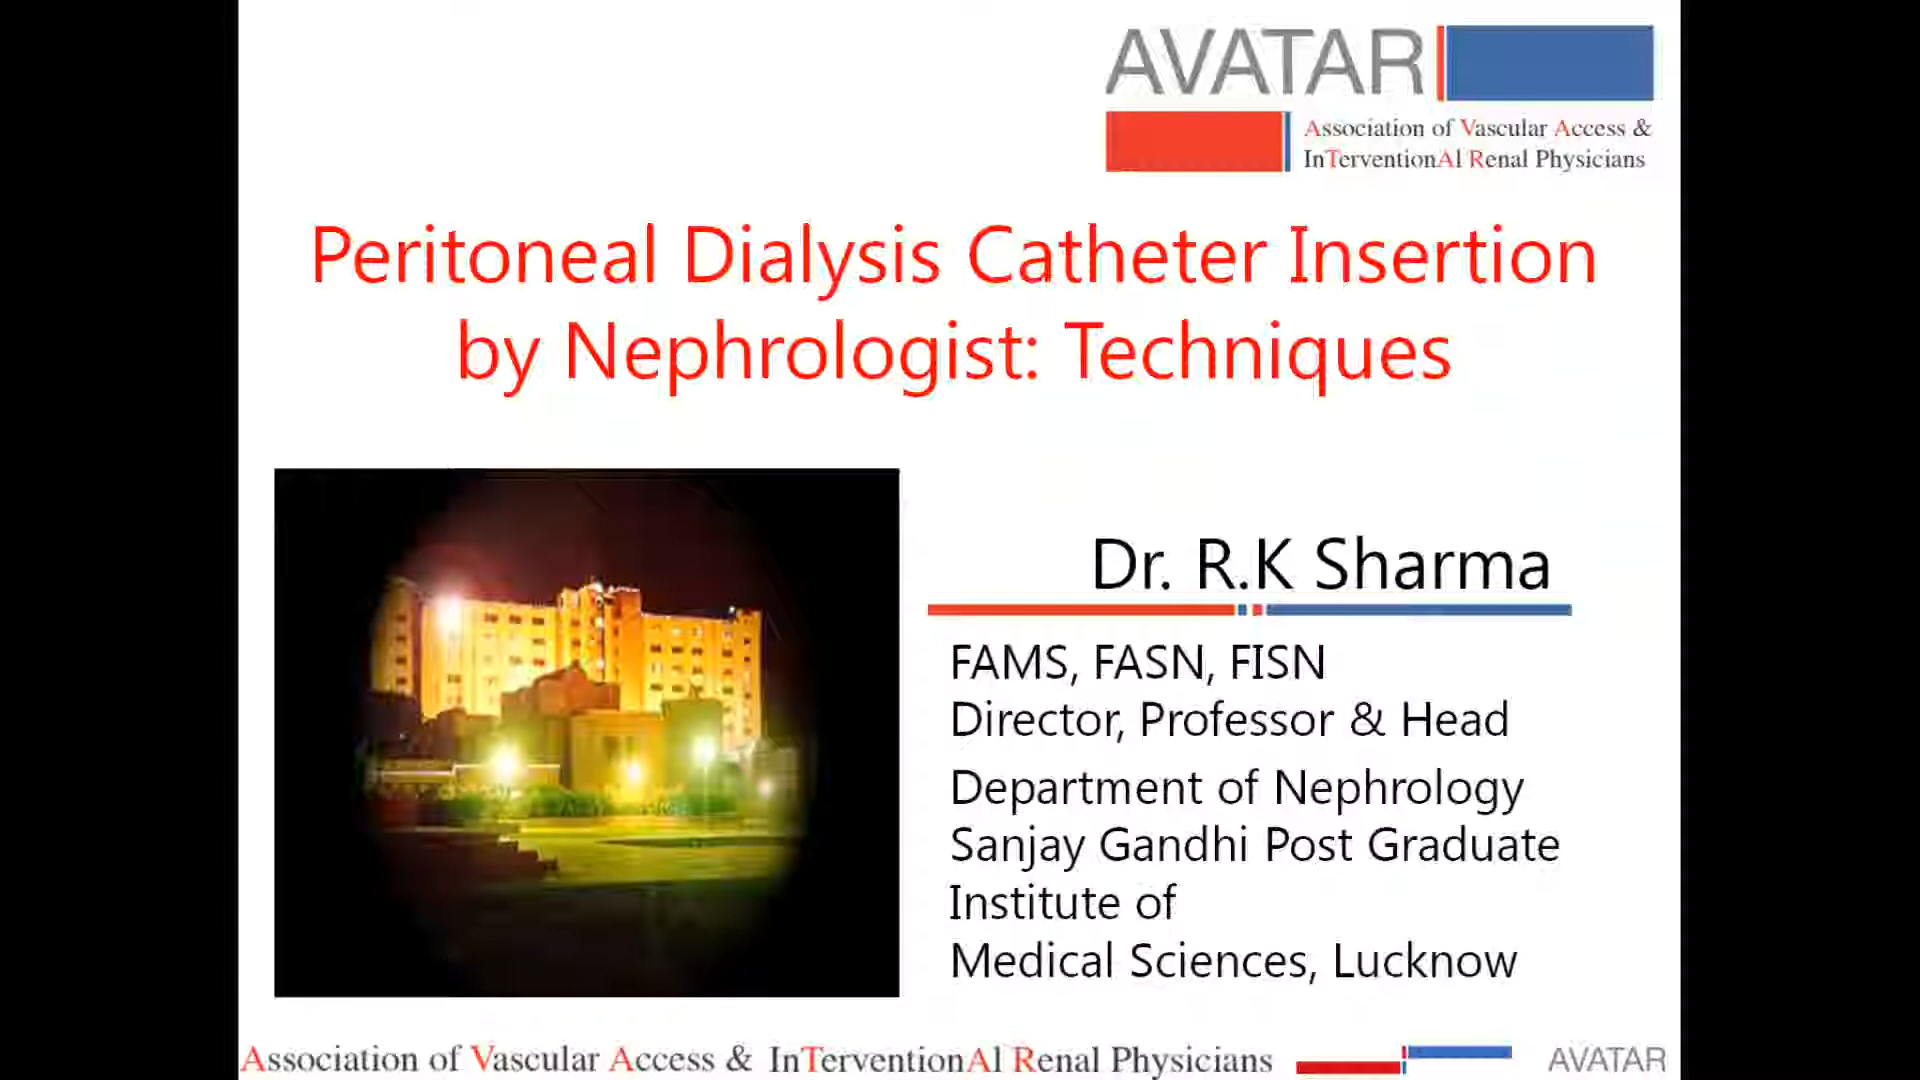 AVATAR
Association of Vascular Access &
InTerventionAl Renal Physicians
Peritoneal Dialysis Catheter Insertion
by Nephrologist: Techniques
Dr. R.K Sharma
FAMS, FASN, FISN
Director, Professor & Head
Department of Nephrology
Sanjay Gandhi Post Graduate
Institute of
Medical Sciences, Lucknow
Association of Vascular Access & InTerventionAl Renal Physicians AVATAR